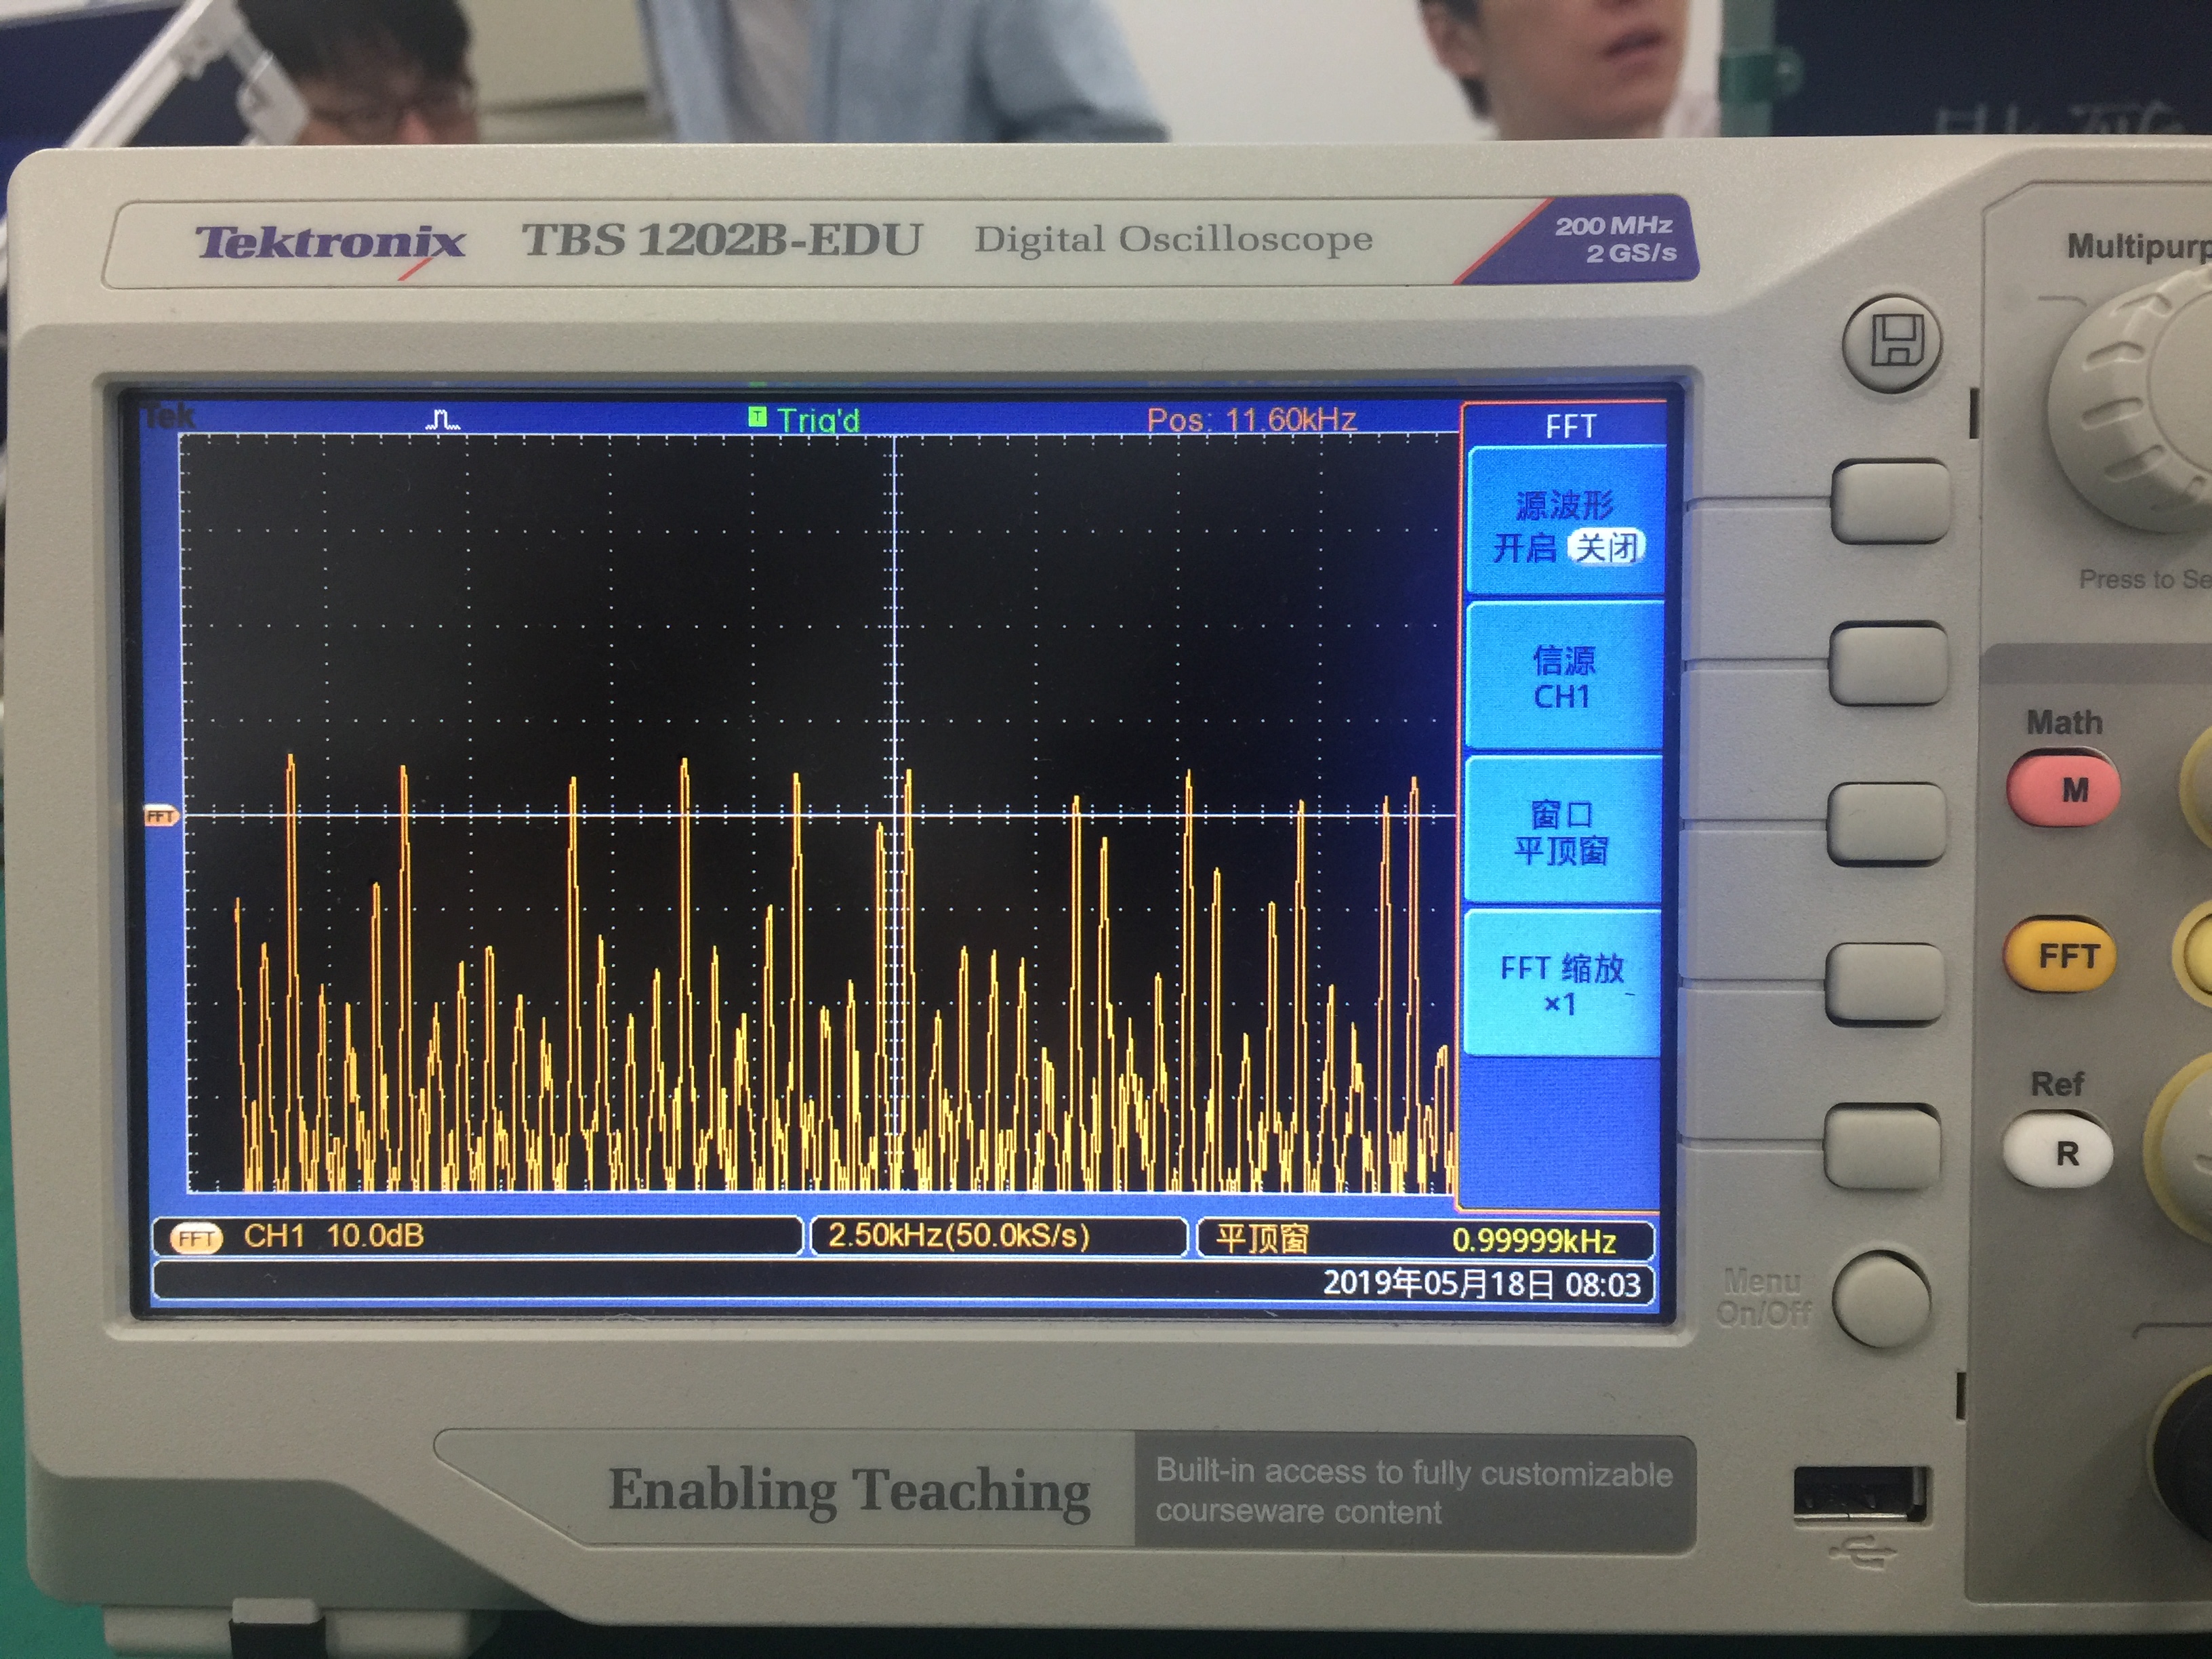 Tektronix TBS 1202B-EDU Digital Oscilloscope
200 MHz
2 GS/s
Tek
T Trig'd
Pos: 11.60kHz
FFT
源波形
开启 关闭
信源
CH1
窗口
平顶窗
FFT 缩放
×1
FFT
FFT CH1 10.0dB
2.50kHz(50.0kS/s)
平顶窗 0.99999kHz
2019年05月18日 08:03
Press to
Math
M
FFT
Ref
R
Menu
On/Off
Enabling Teaching
Built-in access to fully customizable
courseware content